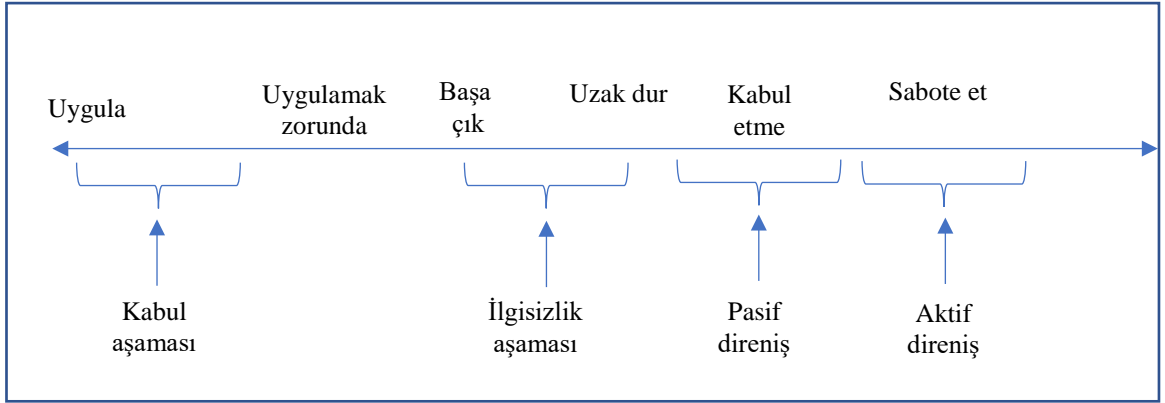 Uygula
Uygulamak
zorunda
Başa
çık
Uzak dur
Kabul
etme
Sabote et
Kabul
aşaması
İlgisizlik
aşaması
Pasif
direniş
Aktif
direniş